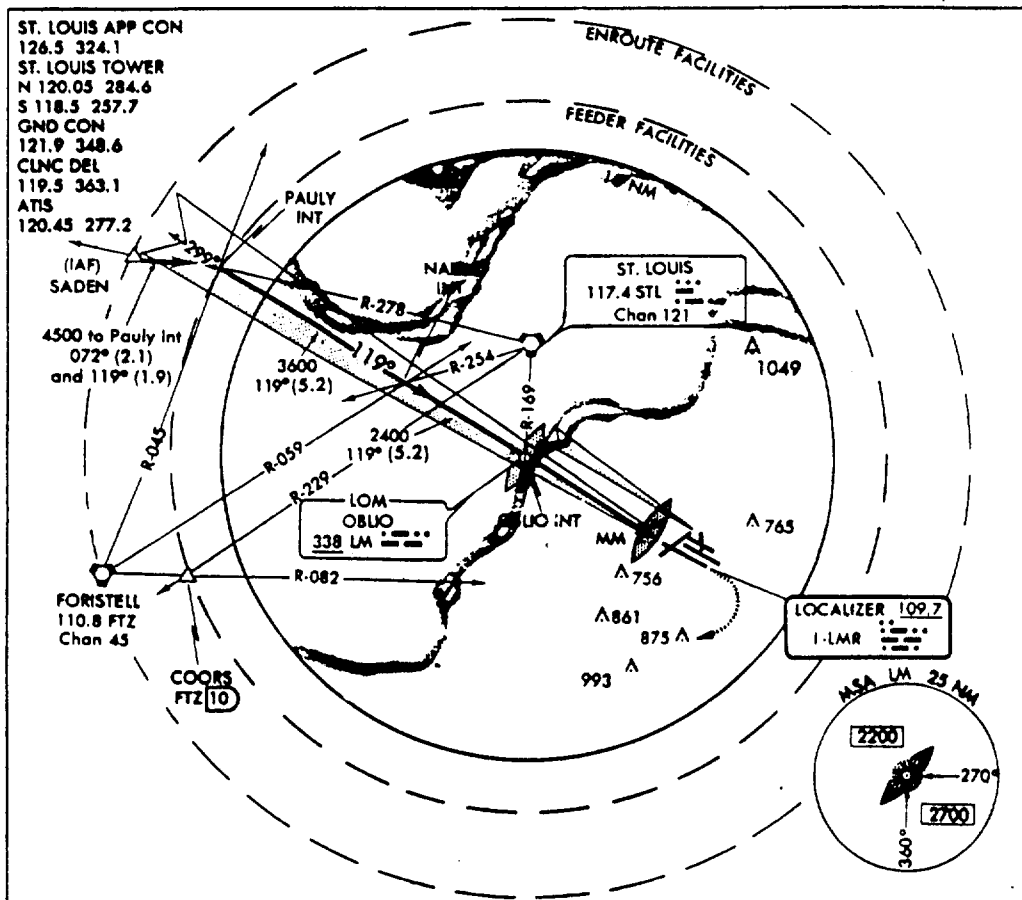 ST. LOUIS APP CON
126.5 324.1
ST. LOUIS TOWER
N 120.05 284.6
S 118.5 257.7
GND CON
121.9 348.6
CLNC DEL
119.5 363.1
ATIS
120.45 277.2
ENROUTE FACILITIES
FEEDER FACILITIES
10 NM
PAULY
INT
299°
(IAF)
SADEN
4500 to Pauly Int
072° (2.1)
and 119° (1.9)
R-278
INT
ST. LOUIS
117.4 STL
Chan 121
1049
119°
3600
119° (5.2)
R-254
R-169
2400
119° (5.2)
R-045
R-059
R-229
LOM
OBLIO
338 LM
LIO INT
MM
765
756
R-082
861
875
993
FORISTELL
110.8 FTZ
Chan 45
COORS
FTZ 10
LOCALIZER 109.7
I-LMR
MSA LM 25 NM
2200
270°
2700
360°